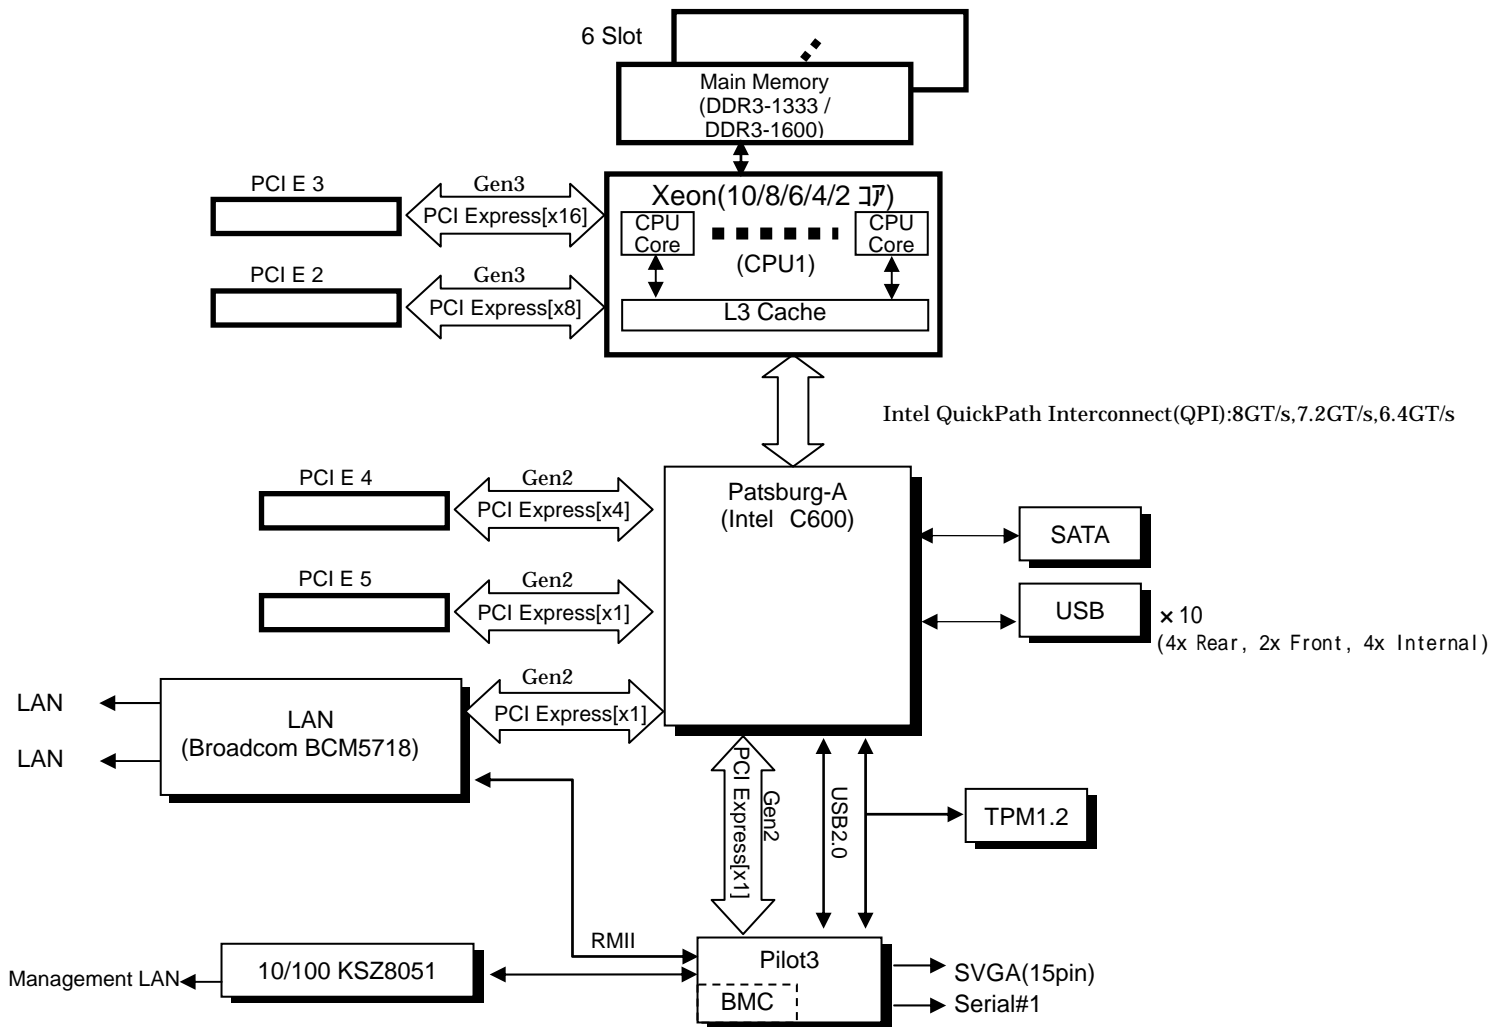 6 Slot
Main Memory
(DDR3-1333 /
DDR3-1600)
PCI E 3
Gen3
PCI Express[x16]
Xeon(10/8/6/4/2 コア)
CPU
Core
CPU
Core
(CPU1)
PCI E 2
Gen3
PCI Express[x8]
L3 Cache
Intel QuickPath Interconnect(QPI):8GT/s,7.2GT/s,6.4GT/s
PCI E 4
Gen2
PCI Express[x4]
Patsburg-A
(Intel C600)
SATA
PCI E 5
Gen2
PCI Express[x1]
USB
×10
(4x Rear, 2x Front, 4x Internal)
LAN
LAN
LAN
(Broadcom BCM5718)
Gen2
PCI Express[x1]
Gen2
PCI Express[x1]
USB2.0
TPM1.2
RMII
Management LAN
10/100 KSZ8051
Pilot3
BMC
SVGA(15pin)
Serial#1